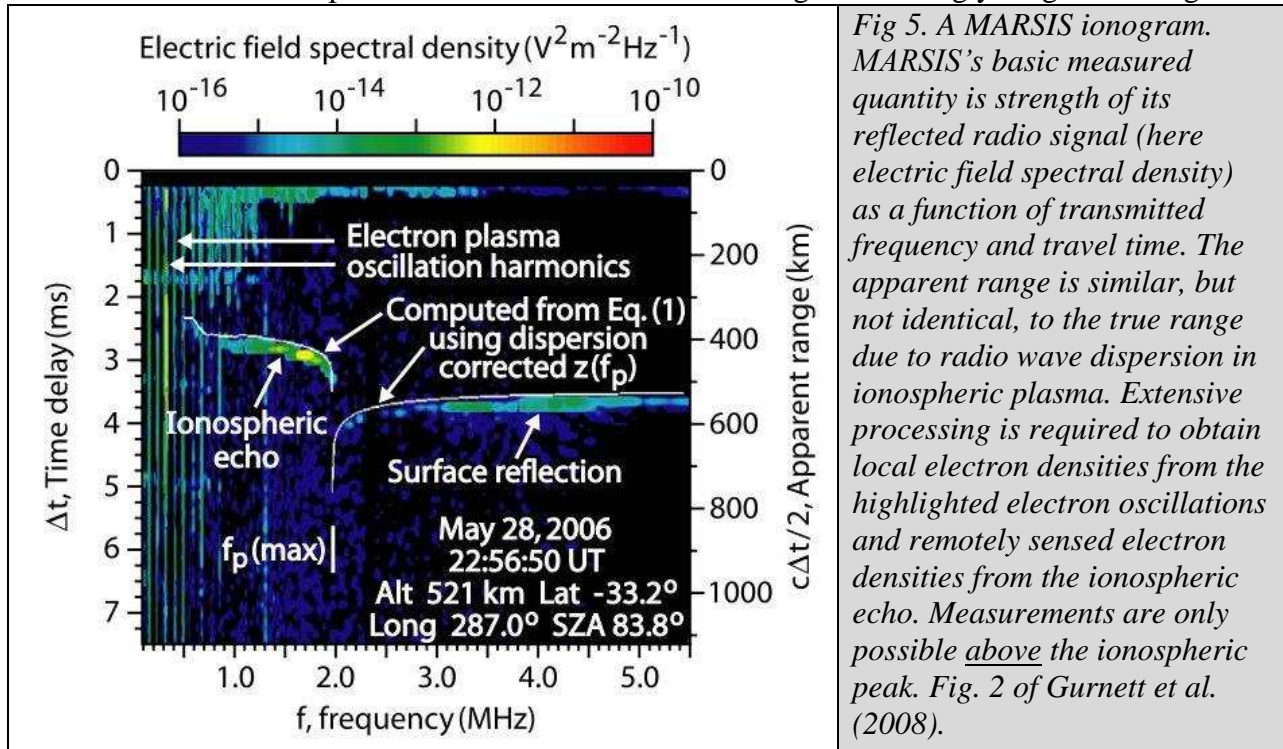 Electric field spectral density (V²m⁻²Hz⁻¹)
10⁻¹⁶ 10⁻¹⁴ 10⁻¹² 10⁻¹⁰
0
1
2
3
4
5
6
7
Δt, Time delay (ms)
Electron plasma
oscillation harmonics
Computed from Eq. (1)
using dispersion
corrected z(fₚ)
Ionospheric
echo
Surface reflection
fₚ (max)
May 28, 2006
22:56:50 UT
Alt 521 km Lat -33.2º
Long 287.0º SZA 83.8º
0
200
400
600
800
1000
cΔt/2, Apparent range (km)
1.0 2.0 3.0 4.0 5.0
f, frequency (MHz)
Fig 5. A MARSIS ionogram.
MARSIS's basic measured
quantity is strength of its
reflected radio signal (here
electric field spectral density)
as a function of transmitted
frequency and travel time. The
apparent range is similar, but
not identical, to the true range
due to radio wave dispersion in
ionospheric plasma. Extensive
processing is required to obtain
local electron densities from the
highlighted electron oscillations
and remotely sensed electron
densities from the ionospheric
echo. Measurements are only
possible above the ionospheric
peak. Fig. 2 of Gurnett et al.
(2008).